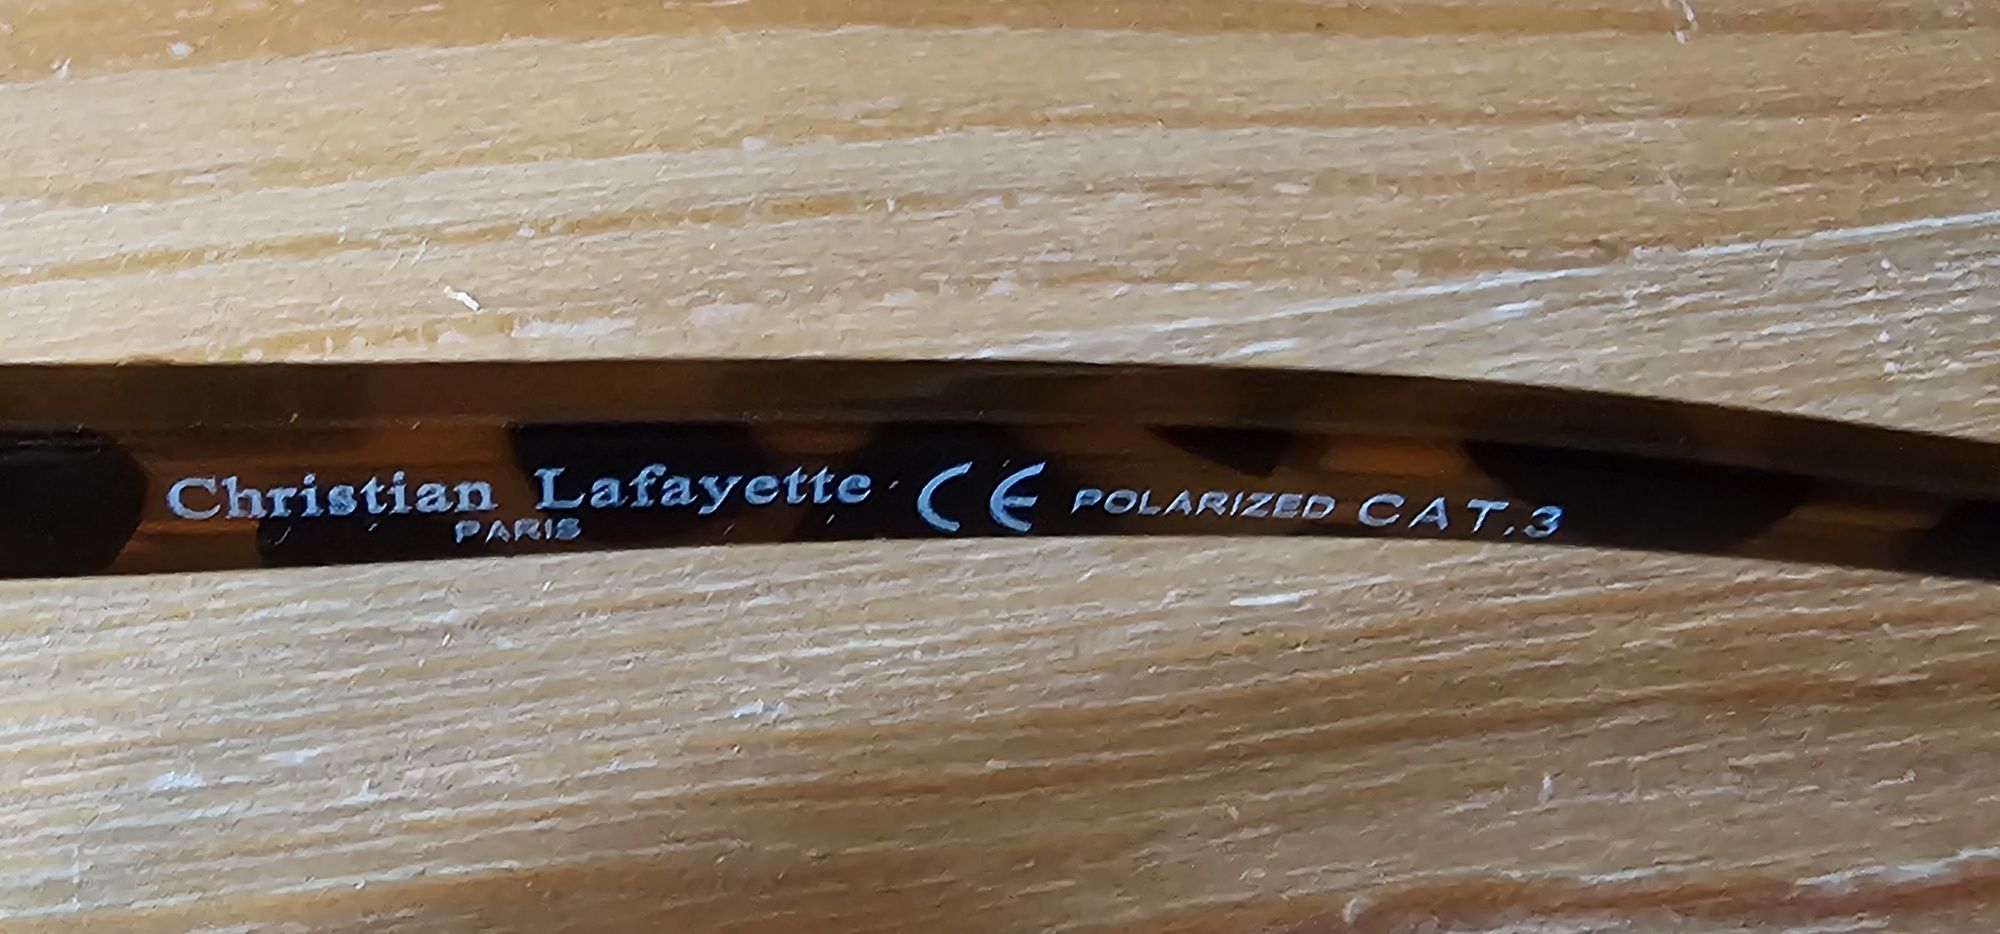 Christian Lafayette CE POLARIZED CAT.3
PARIS